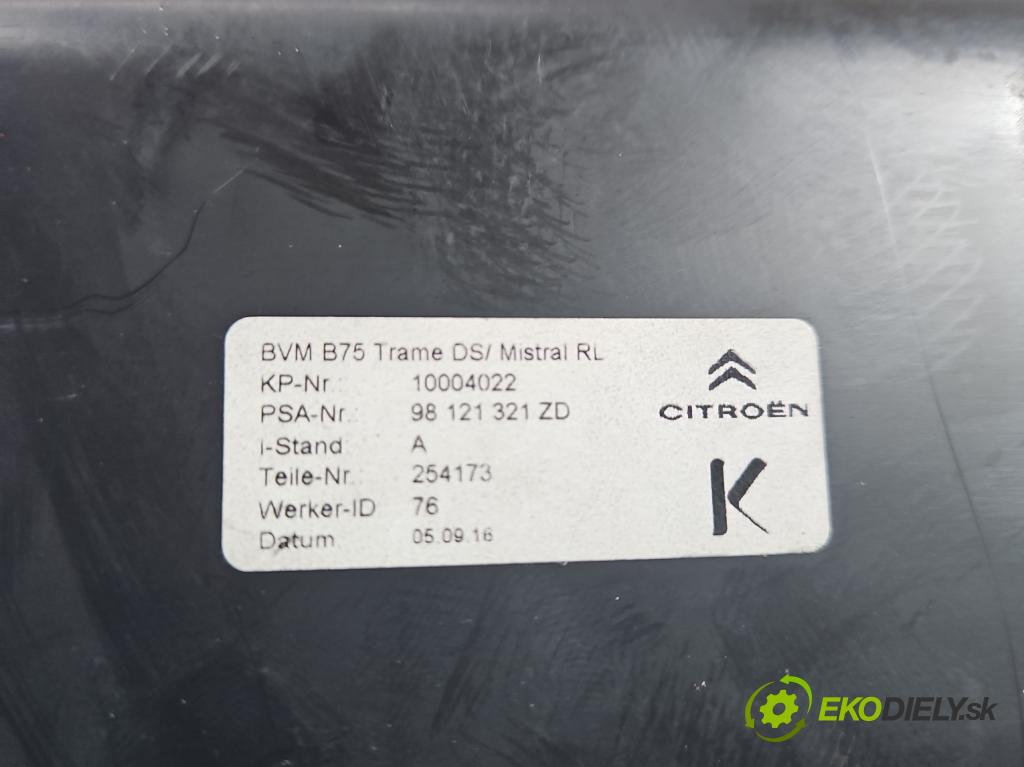 BVM B75 Trame DS/ Mistral RL
KP-Nr.: 10004022
PSA-Nr.: 98 121 321 ZD
I-Stand A
Teile-Nr.: 254173
Werker-ID 76
Datum 05.09.16
CITROËN
K
EKODIELY.sk